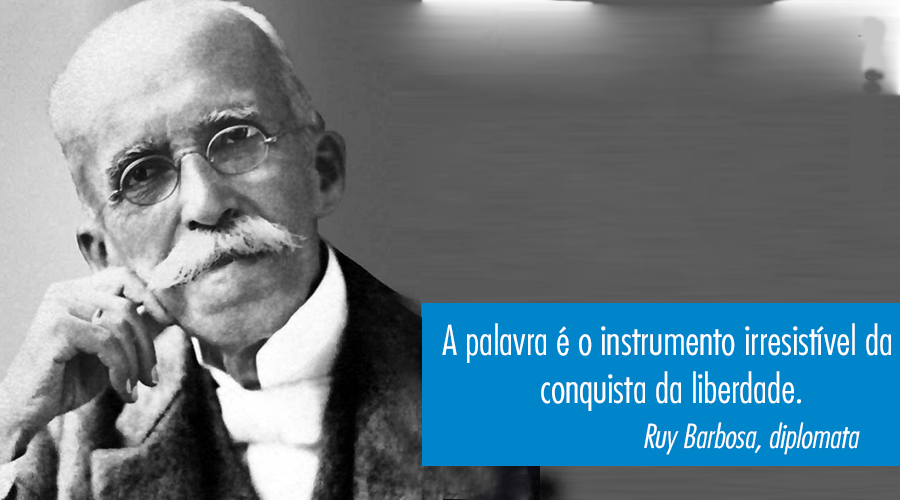 A palavra é o instrumento irresistível da
conquista da liberdade.
Ruy Barbosa, diplomata